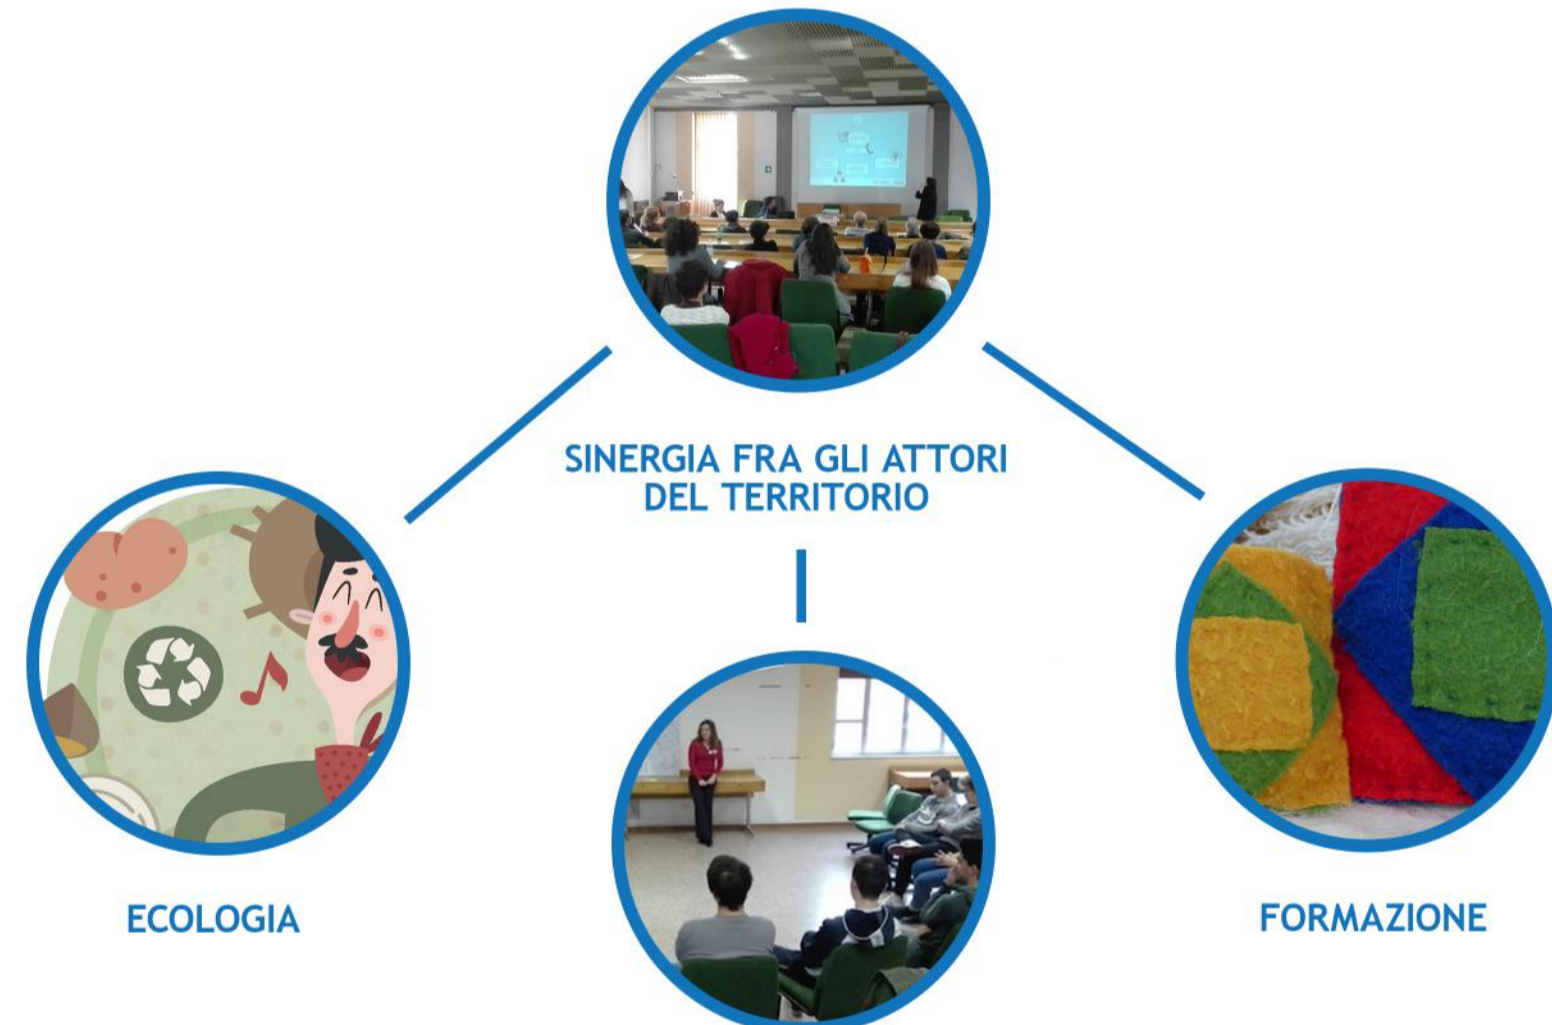 SINERGIA FRA GLI ATTORI
DEL TERRITORIO
ECOLOGIA
FORMAZIONE